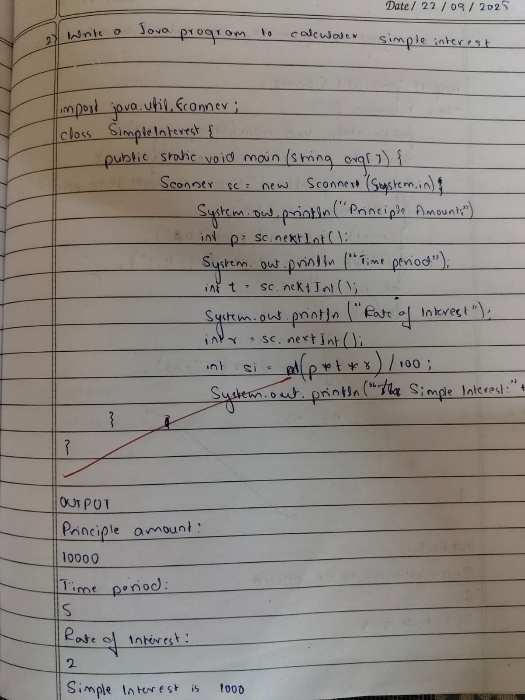 Date / 22 / 09 / 2025
2) Write a Java program to calculater simple interest
import java.util.Scanner;
class SimpleInterest {
public static void main (String arg[]) {
Scanner sc = new Scanner (System.in);
System.out.println("Principle Amount:")
int p = sc.nextInt();
System.out.println("Time period:");
int t = sc.nextInt();
System.out.println ("Rate of Interest");
int r = sc.nextInt();
int si = (p*t*r) / 100;
System.out.println("The Simple Interest:" +
}
}
OUTPUT
Principle amount:
10000
Time period:
5
Rate of interest:
2
Simple Interest is 1000